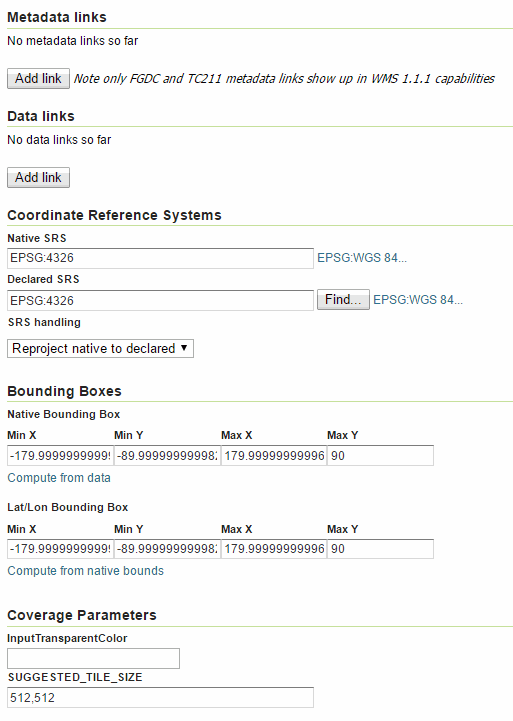 Metadata links
No metadata links so far
Add link Note only FGDC and TC211 metadata links show up in WMS 1.1.1 capabilities
Data links
No data links so far
Add link
Coordinate Reference Systems
Native SRS
EPSG:4326 EPSG:WGS 84...
Declared SRS
EPSG:4326 Find... EPSG:WGS 84...
SRS handling
Reproject native to declared
Bounding Boxes
Native Bounding Box
Min X Min Y Max X Max Y
-179.9999999999 -89.99999999982 179.99999999996 90
Compute from data
Lat/Lon Bounding Box
Min X Min Y Max X Max Y
-179.9999999999 -89.99999999982 179.99999999996 90
Compute from native bounds
Coverage Parameters
InputTransparentColor
SUGGESTED_TILE_SIZE
512,512